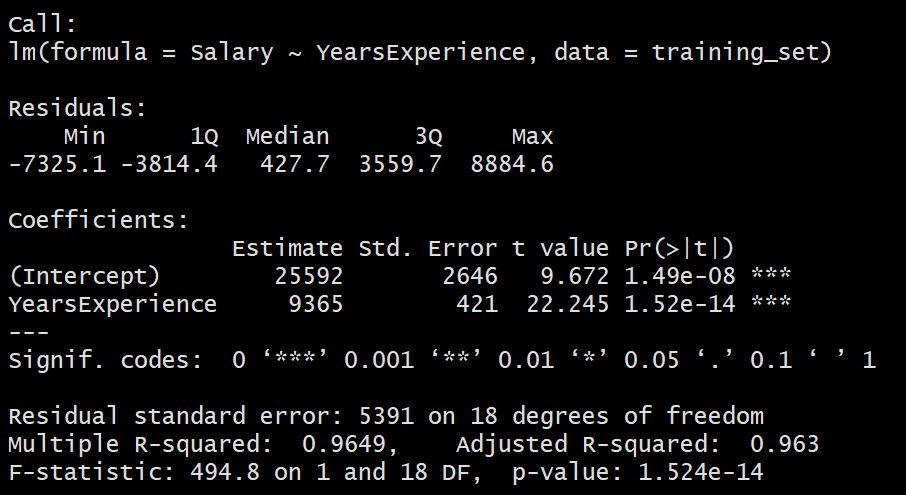 Call:
lm(formula = Salary ~ YearsExperience, data = training_set)
Residuals:
    Min      1Q  Median      3Q     Max
-7325.1 -3814.4   427.7  3559.7  8884.6
Coefficients:
                Estimate Std. Error t value Pr(>|t|)
(Intercept)        25592       2646   9.672 1.49e-08 ***
YearsExperience     9365        421  22.245 1.52e-14 ***
---
Signif. codes:  0 ‘***’ 0.001 ‘**’ 0.01 ‘*’ 0.05 ‘.’ 0.1 ‘ ’ 1
Residual standard error: 5391 on 18 degrees of freedom
Multiple R-squared:  0.9649,    Adjusted R-squared:  0.963
F-statistic: 494.8 on 1 and 18 DF,  p-value: 1.524e-14